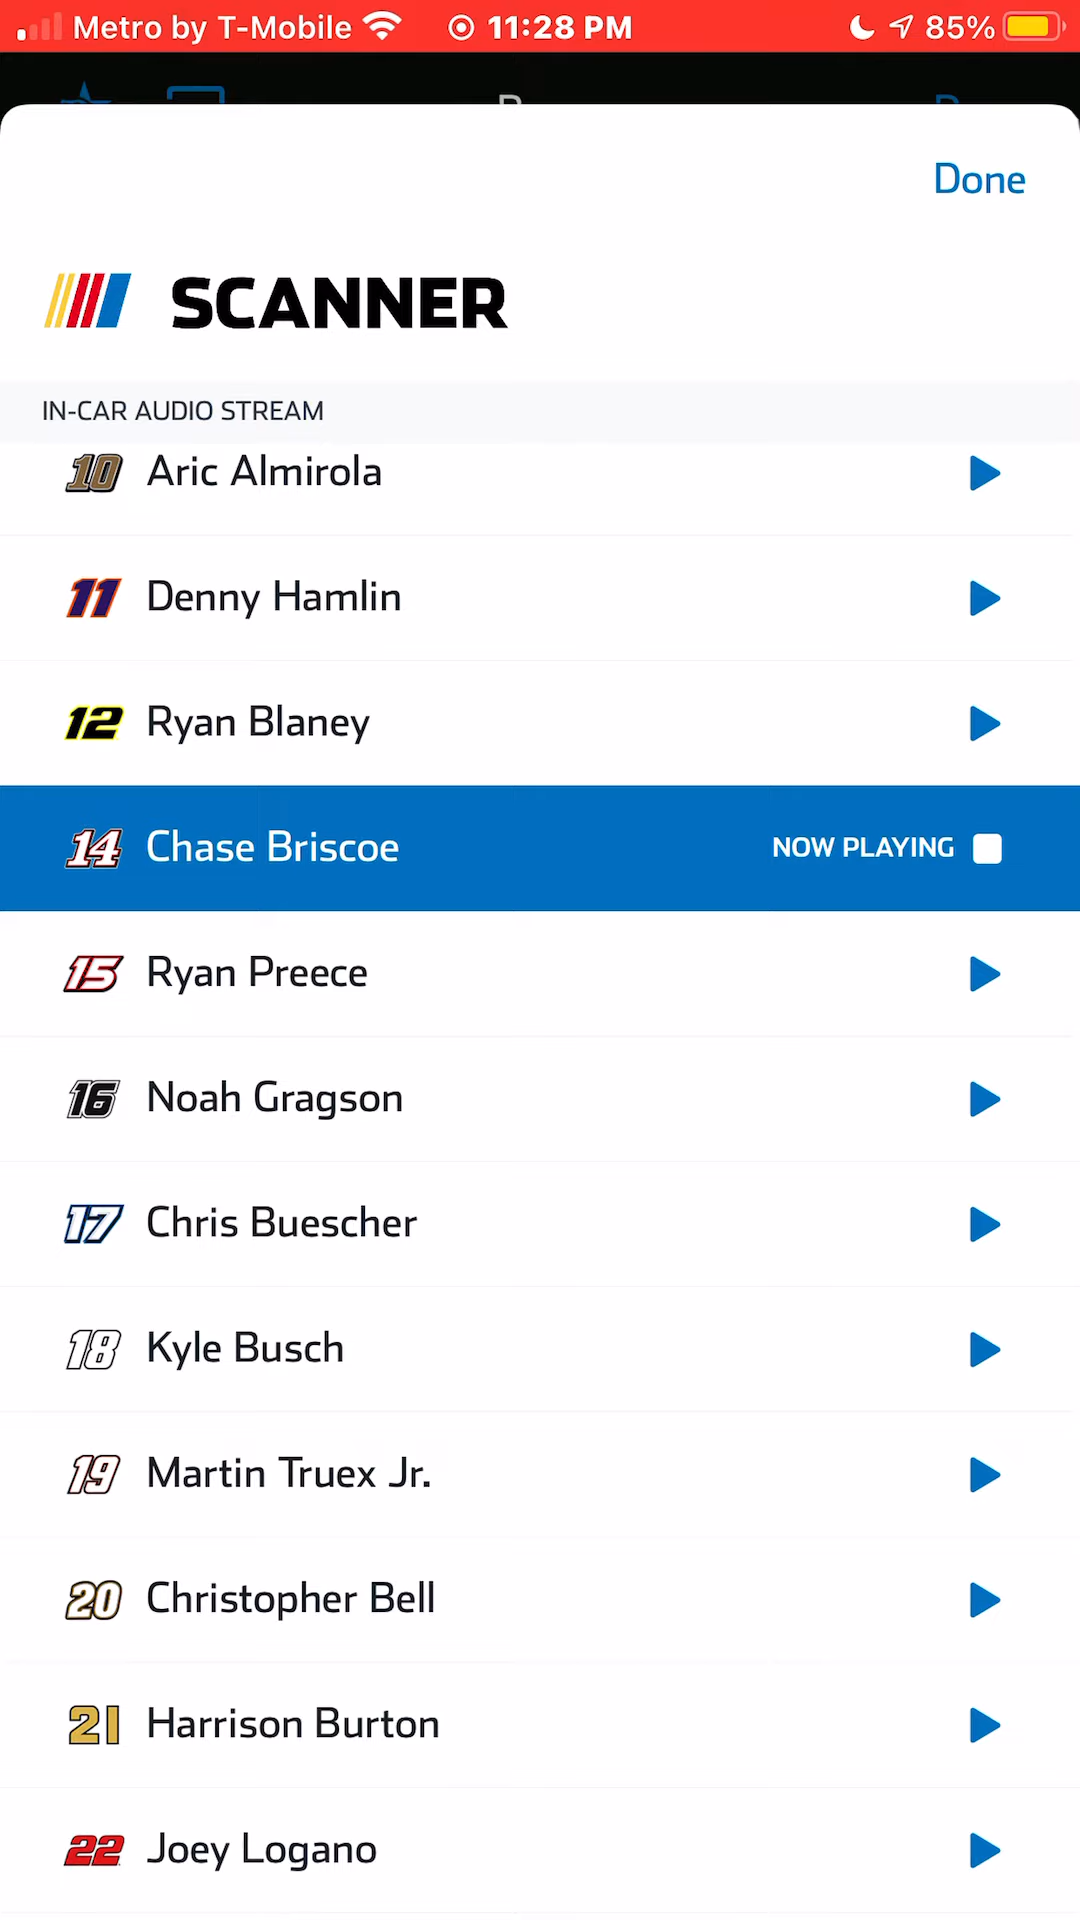 Metro by T-Mobile 11:28 PM 85%
Done
SCANNER
IN-CAR AUDIO STREAM
10 Aric Almirola
11 Denny Hamlin
12 Ryan Blaney
14 Chase Briscoe NOW PLAYING
15 Ryan Preece
16 Noah Gragson
17 Chris Buescher
18 Kyle Busch
19 Martin Truex Jr.
20 Christopher Bell
21 Harrison Burton
22 Joey Logano